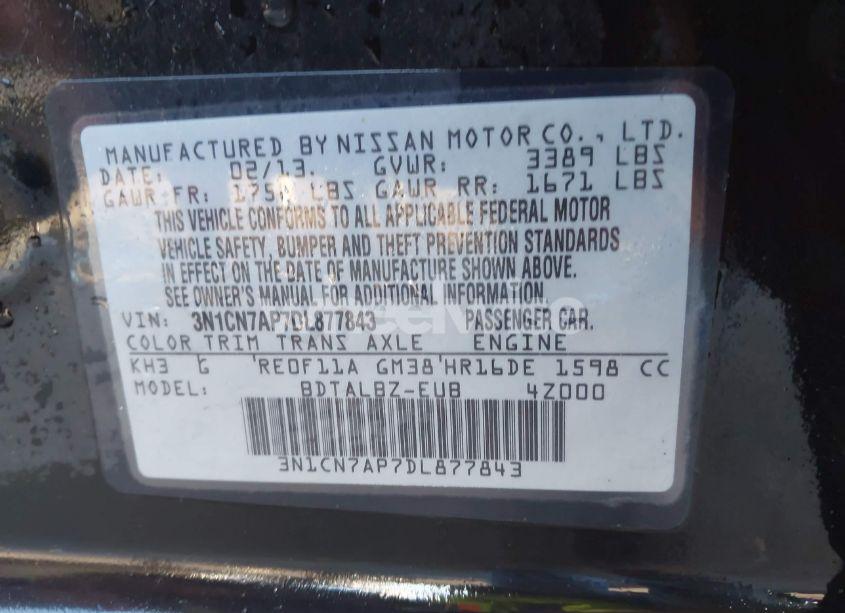 MANUFACTURED BY NISSAN MOTOR CO., LTD.
DATE: 02/13. GVWR: 3389 LBS
GAWR FR: 1750 LBS GAWR RR: 1671 LBS
THIS VEHICLE CONFORMS TO ALL APPLICABLE FEDERAL MOTOR
VEHICLE SAFETY, BUMPER AND THEFT PREVENTION STANDARDS
IN EFFECT ON THE DATE OF MANUFACTURE SHOWN ABOVE.
SEE OWNER'S MANUAL FOR ADDITIONAL INFORMATION.
VIN: 3N1CN7AP7DL877843 PASSENGER CAR.
COLOR TRIM TRANS AXLE ENGINE
KH3 G RE0F11A GM38 HR16DE 1598 CC
MODEL: BDTALBZ-EUB 4Z000
3N1CN7AP7DL877843